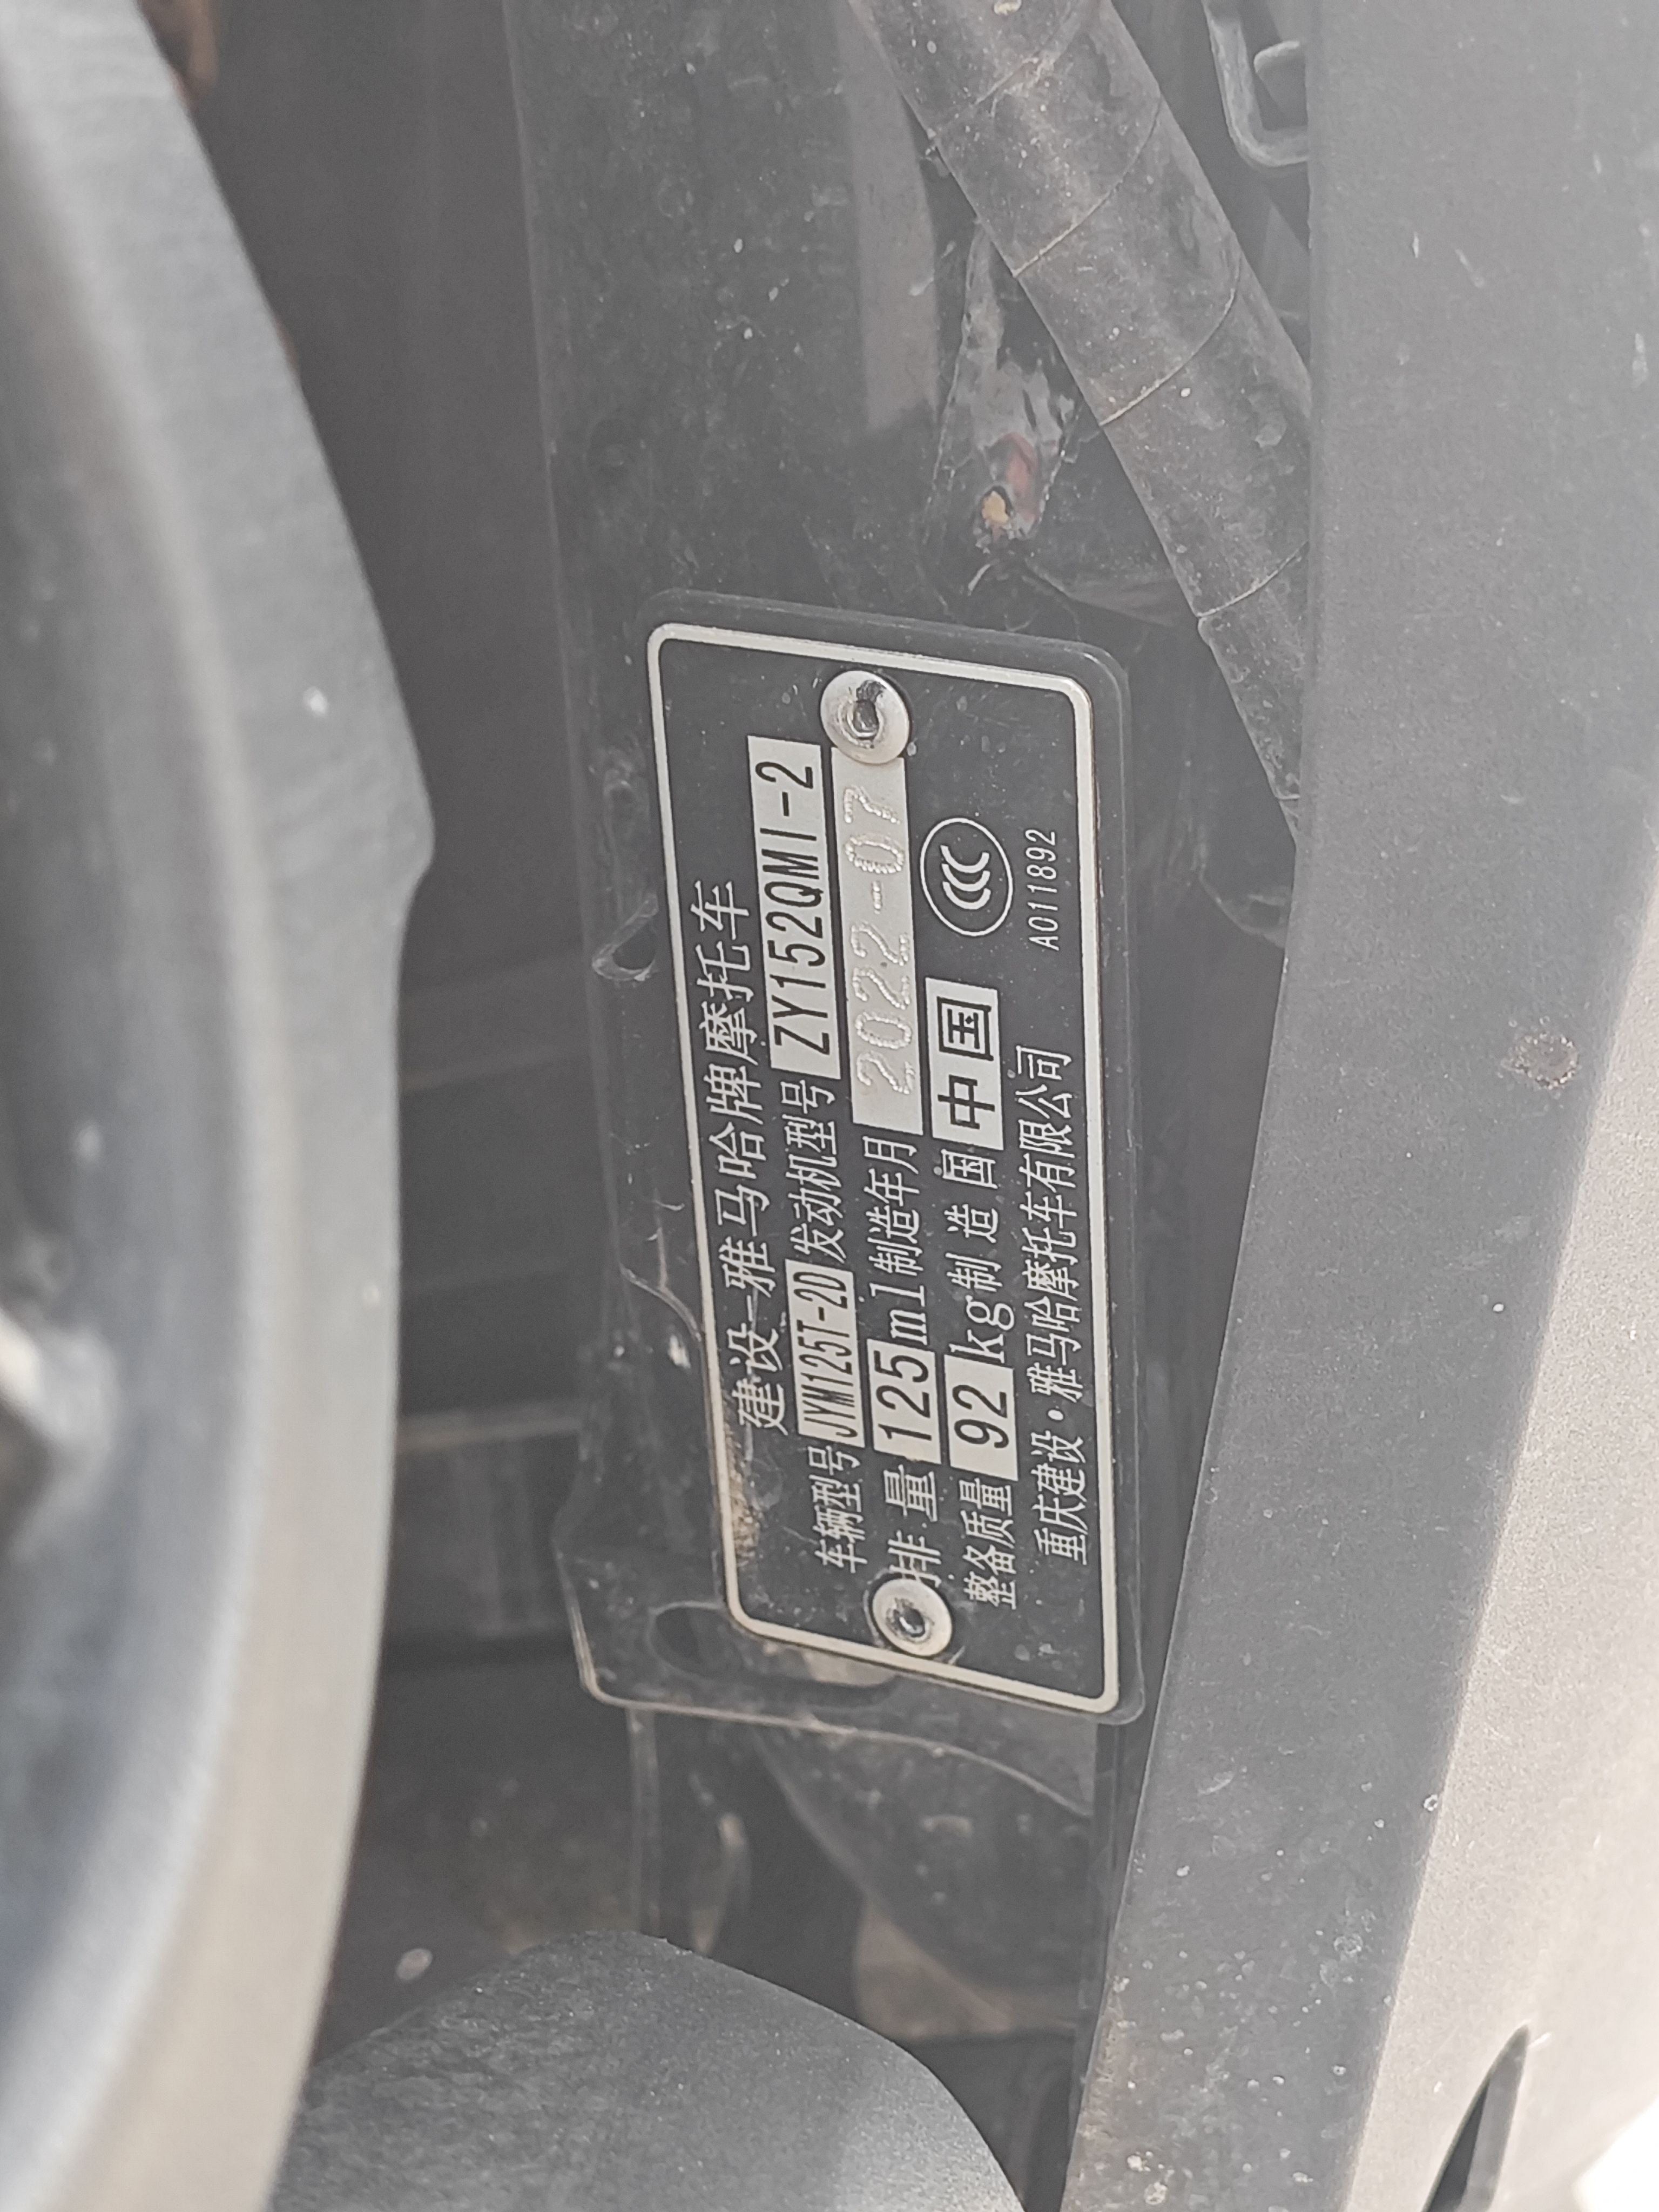 建设-雅马哈牌摩托车
车辆型号 JYM125T-2D 发动机型号 ZY152QMI-2
排 量 125 ml 制造年月 2022-07
整备质量 92 kg 制 造 国 中国
重庆建设·雅马哈摩托车有限公司 A011892